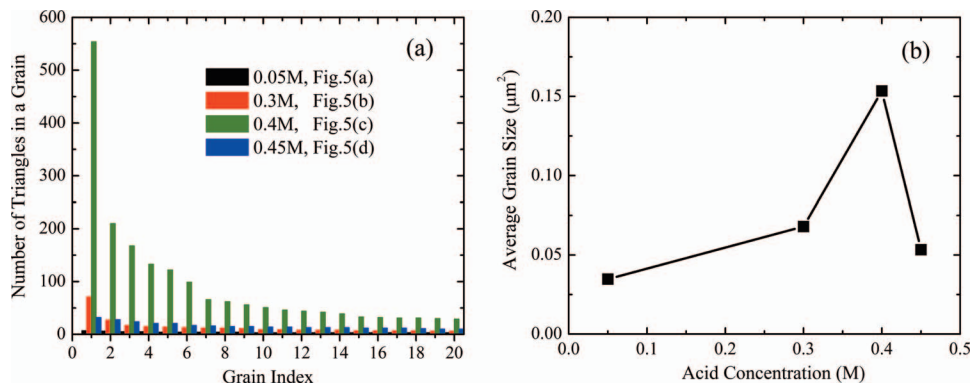 (a)
0.05M, Fig.5(a)
0.3M, Fig.5(b)
0.4M, Fig.5(c)
0.45M, Fig.5(d)
Number of Triangles in a Grain
600
500
400
300
200
100
0
0 2 4 6 8 10 12 14 16 18 20
Grain Index
(b)
Average Grain Size (μm²)
0.20
0.15
0.10
0.05
0.00
0.0 0.1 0.2 0.3 0.4 0.5
Acid Concentration (M)